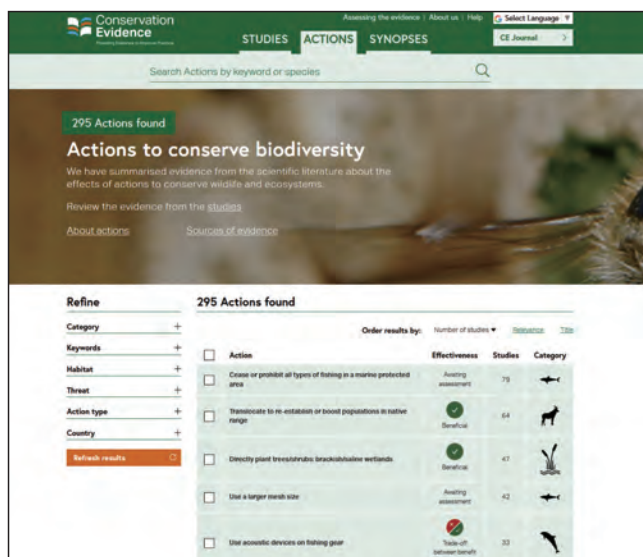 Conservation
Evidence
Assessing the evidence | About us | Help
Select Language ▼
STUDIES ACTIONS SYNOPSES
CE Journal >
Search Actions by keyword or species
295 Actions found
Actions to conserve biodiversity
We have summarised evidence from the scientific literature about the
effects of actions to conserve wildlife and ecosystems.
Review the evidence from the studies
About actions Sources of evidence
Refine
Category +
Keywords +
Habitat +
Threat +
Action type +
Country +
Refresh results
295 Actions found
Order results by: Number of studies ▼ Relevance Title
Action Effectiveness Studies Category
Cease or prohibit all types of fishing in a marine protected
area
Awaiting
assessment
79
Translocate to re-establish or boost populations in native
range
Beneficial
64
Directly plant trees/shrubs: brackish/saline wetlands
Beneficial
47
Use a larger mesh size
Awaiting
assessment
42
Use acoustic devices on fishing gear
Trade-off
between benefit
33